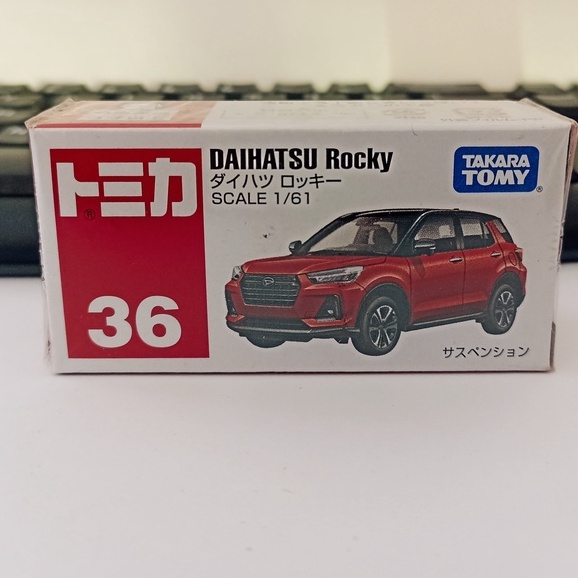 トミカ
®
36
DAIHATSU Rocky
ダイハツ ロッキー
SCALE 1/61
TAKARA
TOMY
®
サスペンション